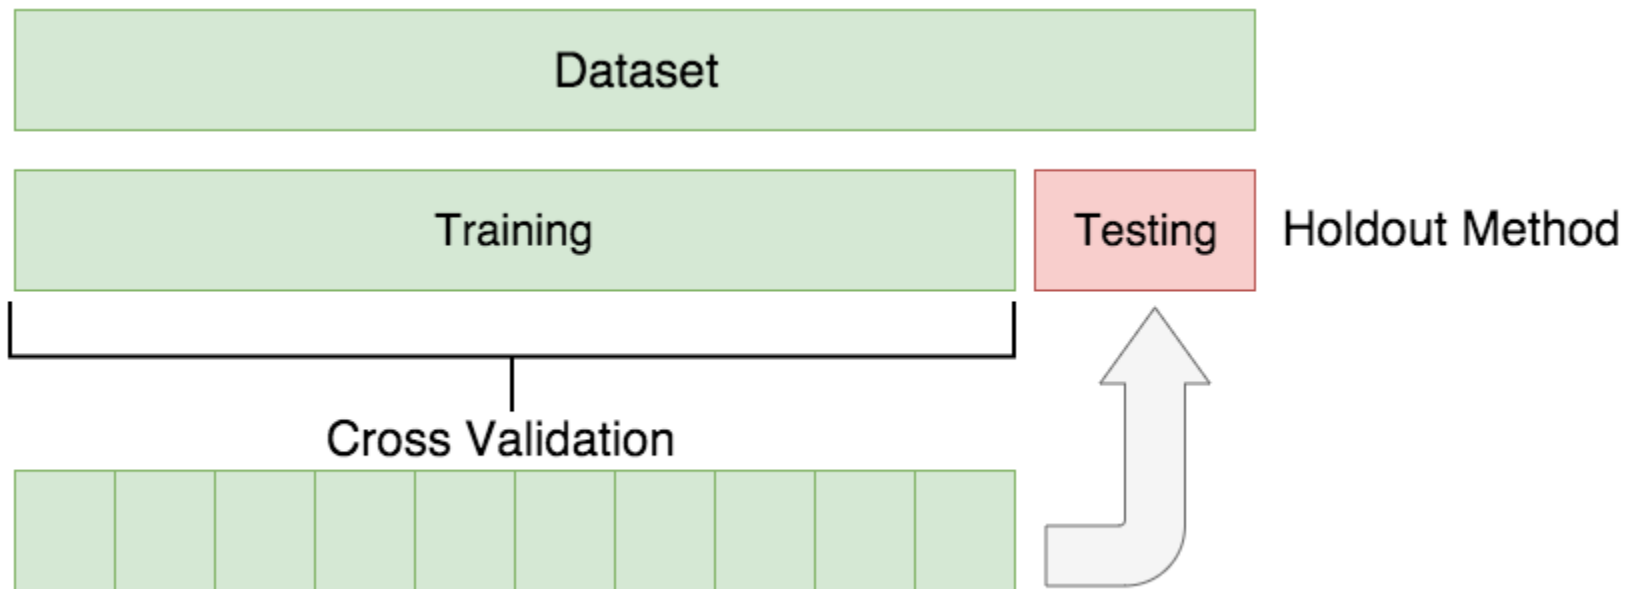 Dataset
Training
Testing
Holdout Method
Cross Validation